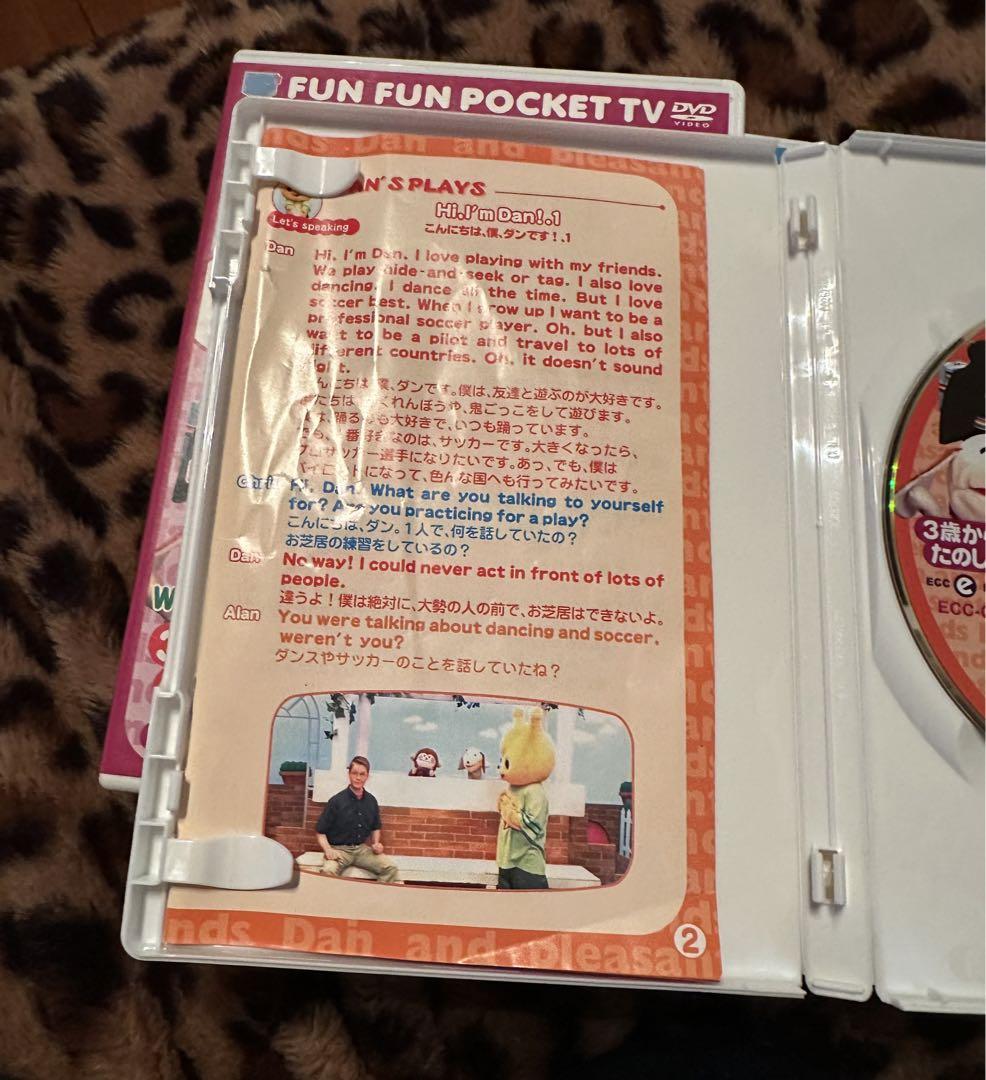 FUN FUN POCKET TV
DVD
VIDEO
nds Dan and pleasant
AN'S PLAYS
Let's speaking
Hi, I'm Dan!.1
こんにちは、僕、ダンです!.1
Dan
Hi. I'm Dan. I love playing with my friends.
We play hide-and-seek or tag. I also love
dancing. I dance all the time. But I love
soccer best. When I grow up I want to be a
professional soccer player. Oh, but I also
want to be a pilot and travel to lots of
different countries. Oh, it doesn't sound
ight.
んにちは、僕、ダンです。僕は、友達と遊ぶのが大好きです。
たちは、くれんぼうや、鬼ごっこをして遊びます。
は、踊るのも大好きで、いつも踊っています。
でも、一番好きなのは、サッカーです。大きくなったら、
プロサッカー選手になりたいです。あっ、でも、僕は
パイロットになって、色んな国へも行ってみたいです。
Hi, Dan. What are you talking to yourself
for? Are you practicing for a play?
こんにちは、ダン。1人で、何を話していたの?
お芝居の練習をしているの?
Dan
No way! I could never act in front of lots of
people.
違うよ!僕は絶対に、大勢の人の前で、お芝居はできないよ。
Alan
You were talking about dancing and soccer,
weren't you?
ダンスやサッカーのことを話していたね?
nds Dan and pleasan
2
3歳か
たのし
ECC e
ECC-
W